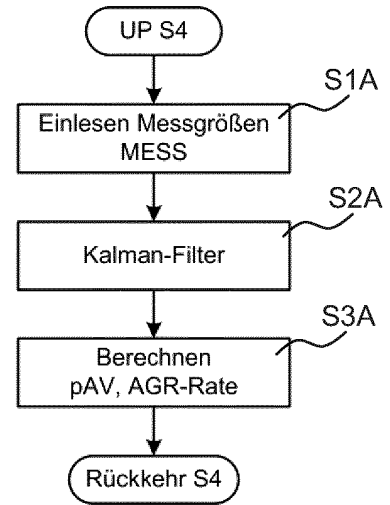 UP S4
S1A
Einlesen Messgrößen
MESS
S2A
Kalman-Filter
S3A
Berechnen
pAV, AGR-Rate
Rückkehr S4